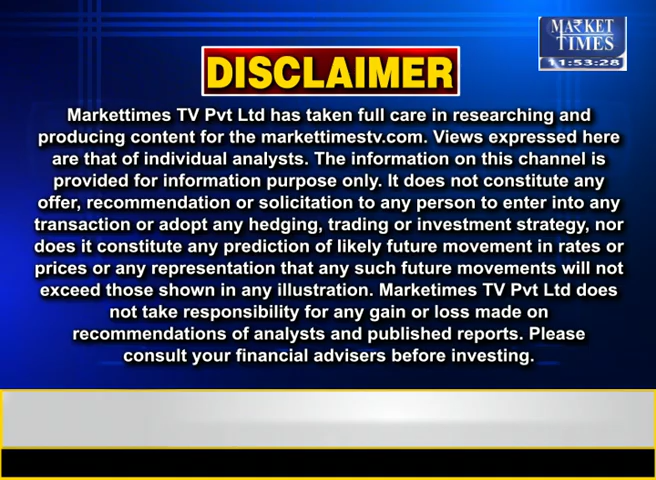 MARKET
TIMES
11:53:28
DISCLAIMER
Markettimes TV Pvt Ltd has taken full care in researching and
producing content for the markettimestv.com. Views expressed here
are that of individual analysts. The information on this channel is
provided for information purpose only. It does not constitute any
offer, recommendation or solicitation to any person to enter into any
transaction or adopt any hedging, trading or investment strategy, nor
does it constitute any prediction of likely future movement in rates or
prices or any representation that any such future movements will not
exceed those shown in any illustration. Marketimes TV Pvt Ltd does
not take responsibility for any gain or loss made on
recommendations of analysts and published reports. Please
consult your financial advisers before investing.